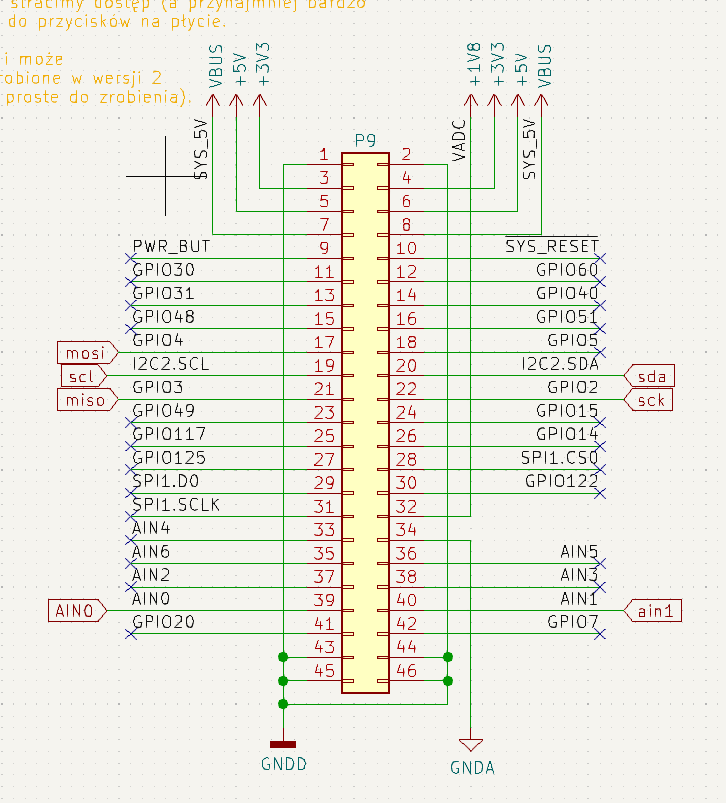 stracimy dostęp (a przynajmniej bardzo
do przycisków na płycie.
i może
robione w wersji 2
proste do zrobienia).
VBUS +5V +3V3 +1V8 +3V3 +5V VBUS
SYS_5V VADC SYS_5V
P9
1 2
3 4
5 6
7 8
PWR_BUT 9 10 SYS_RESET
GPIO30 11 12 GPIO60
GPIO31 13 14 GPIO40
GPIO48 15 16 GPIO51
mosi GPIO4 17 18 GPIO5
scl I2C2.SCL 19 20 I2C2.SDA sda
miso GPIO3 21 22 GPIO2 sck
GPIO49 23 24 GPIO15
GPIO117 25 26 GPIO14
GPIO125 27 28 SPI1.CS0
SPI1.D0 29 30 GPIO122
SPI1.SCLK 31 32
AIN4 33 34
AIN6 35 36 AIN5
AIN2 37 38 AIN3
AIN0 AIN0 39 40 AIN1 ain1
GPIO20 41 42 GPIO7
43 44
45 46
GNDD GNDA